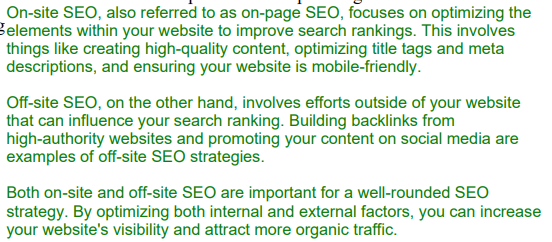 On-site SEO, also referred to as on-page SEO, focuses on optimizing the
elements within your website to improve search rankings. This involves
things like creating high-quality content, optimizing title tags and meta
descriptions, and ensuring your website is mobile-friendly.
Off-site SEO, on the other hand, involves efforts outside of your website
that can influence your search ranking. Building backlinks from
high-authority websites and promoting your content on social media are
examples of off-site SEO strategies.
Both on-site and off-site SEO are important for a well-rounded SEO
strategy. By optimizing both internal and external factors, you can increase
your website's visibility and attract more organic traffic.